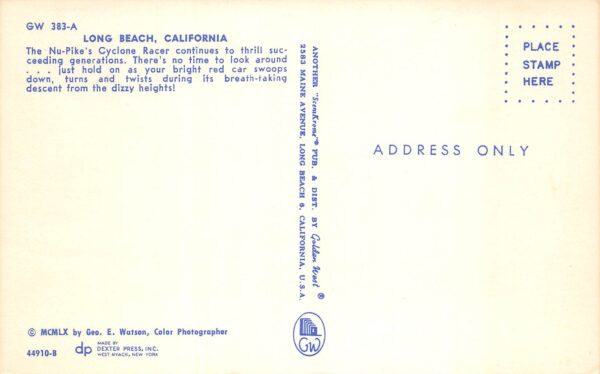 GW 383-A
LONG BEACH, CALIFORNIA
The Nu-Pike's Cyclone Racer continues to thrill suc-
ceeding generations. There's no time to look around
. . . just hold on as your bright red car swoops
down, turns and twists during its breath-taking
descent from the dizzy heights!
© MCMLX by Geo. E. Watson, Color Photographer
44910-B
dp
MADE BY
DEXTER PRESS, INC.
WEST NYACK, NEW YORK
ANOTHER "ScenKrome"® PUB. & DIST. BY Golden West ®
2583 MAINE AVENUE, LONG BEACH 6, CALIFORNIA, U.S.A.
GW
PLACE
STAMP
HERE
ADDRESS ONLY